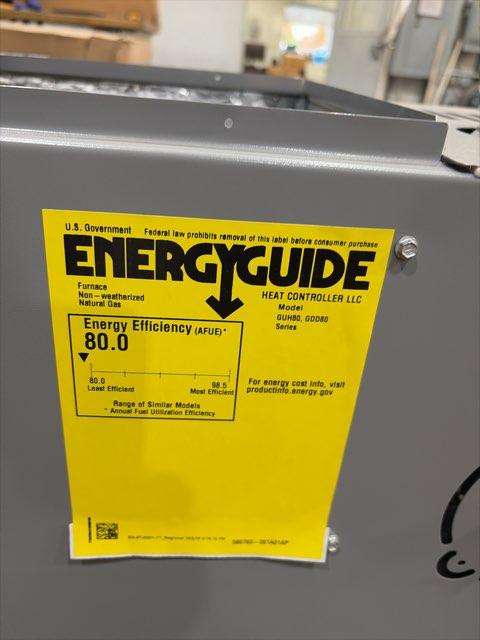 U.S. Government Federal law prohibits removal of this label before consumer purchase
ENERGYGUIDE
Furnace
Non-weatherized
Natural Gas
HEAT CONTROLLER LLC
Model
GUH80, GDD80
Series
Energy Efficiency (AFUE)*
80.0
80.0 98.5
Least Efficient Most Efficient
Range of Similar Models
* Annual Fuel Utilization Efficiency
For energy cost info, visit
productinfo.energy.gov